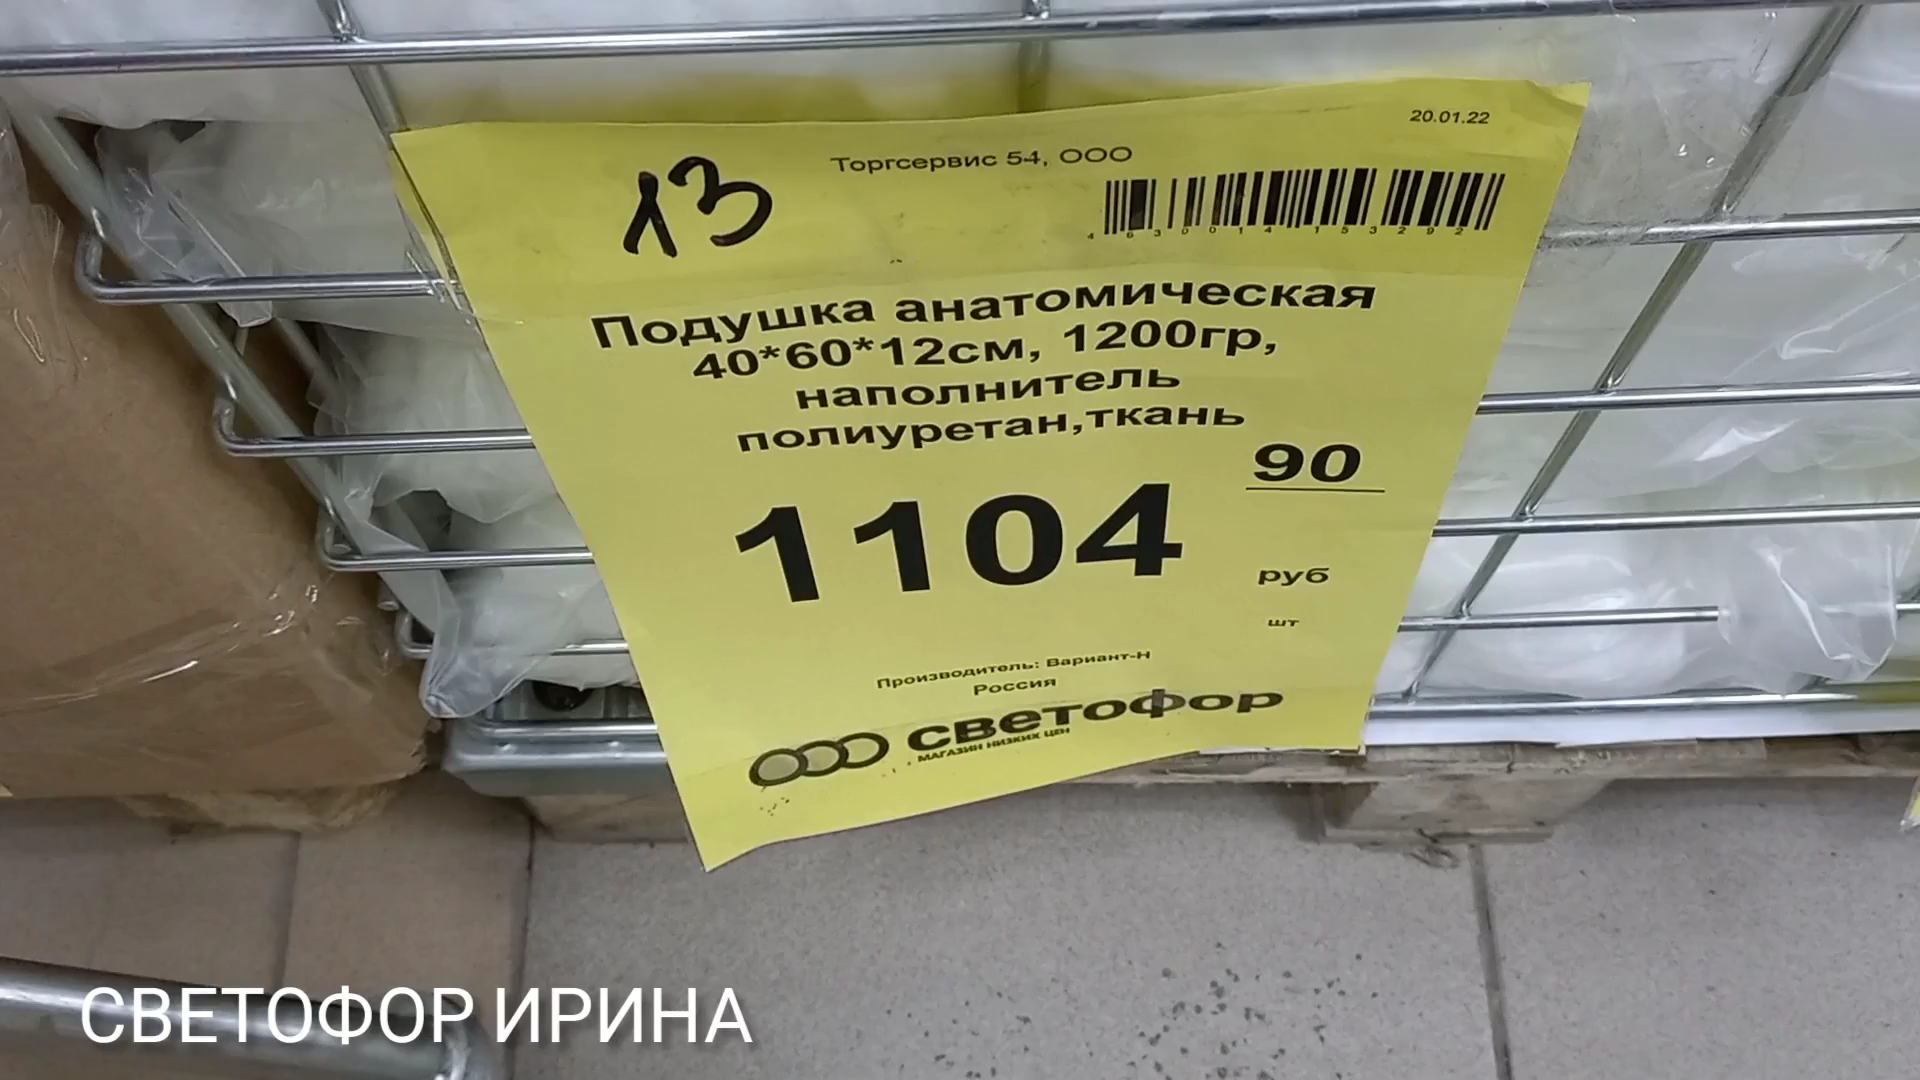 20.01.22
13
Торгсервис 54, ООО
4630014153292
Подушка анатомическая
40*60*12см, 1200гр,
наполнитель
полиуретан,ткань
1104 90
руб
шт
Производитель: Вариант-Н
Россия
светофор
МАГАЗИН НИЗКИХ ЦЕН
СВЕТОФОР ИРИНА